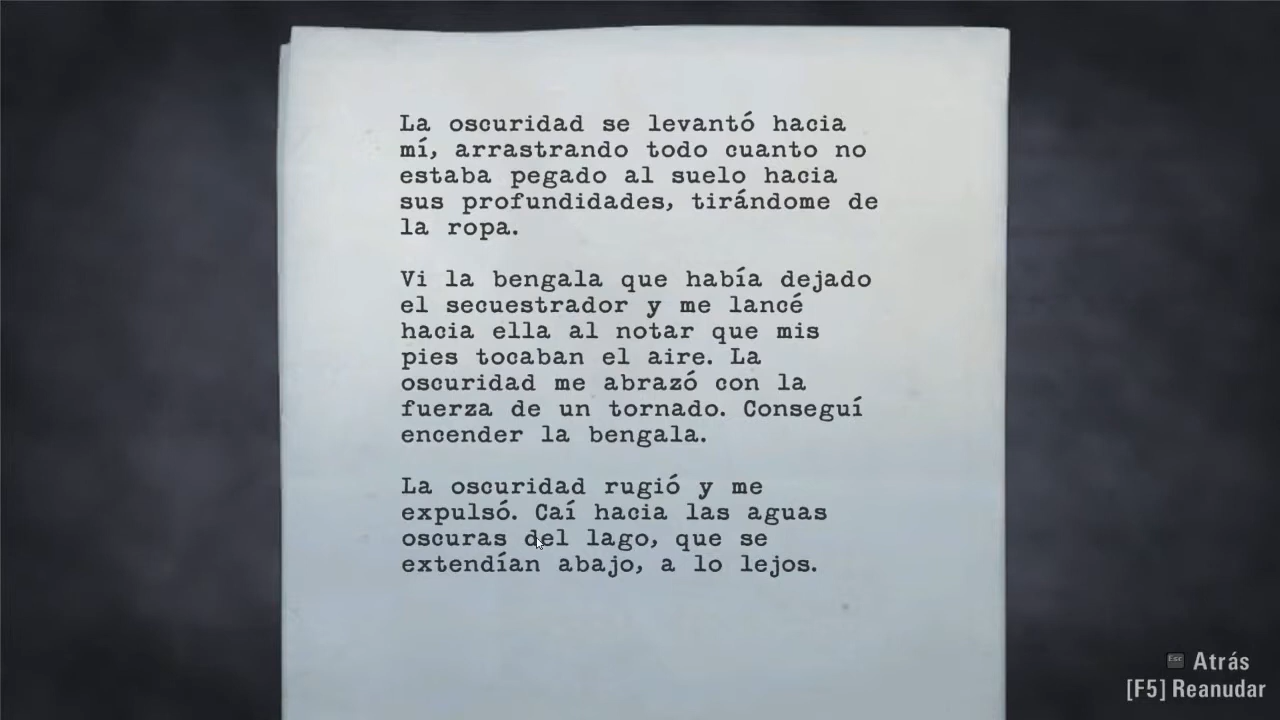 La oscuridad se levantó hacia
mí, arrastrando todo cuanto no
estaba pegado al suelo hacia
sus profundidades, tirándome de
la ropa.
Vi la bengala que había dejado
el secuestrador y me lancé
hacia ella al notar que mis
pies tocaban el aire. La
oscuridad me abrazó con la
fuerza de un tornado. Conseguí
encender la bengala.
La oscuridad rugió y me
expulsó. Caí hacia las aguas
oscuras del lago, que se
extendían abajo, a lo lejos.
Esc Atrás
[F5] Reanudar